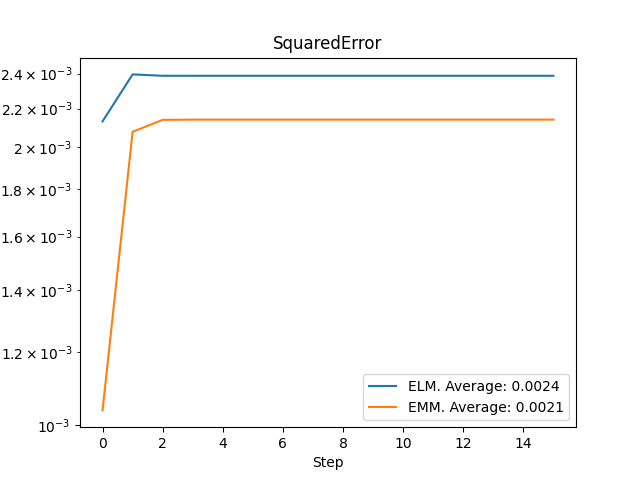 SquaredError
2.4 × 10⁻³
2.2 × 10⁻³
2 × 10⁻³
1.8 × 10⁻³
1.6 × 10⁻³
1.4 × 10⁻³
1.2 × 10⁻³
10⁻³
ELM. Average: 0.0024
EMM. Average: 0.0021
0 2 4 6 8 10 12 14
Step